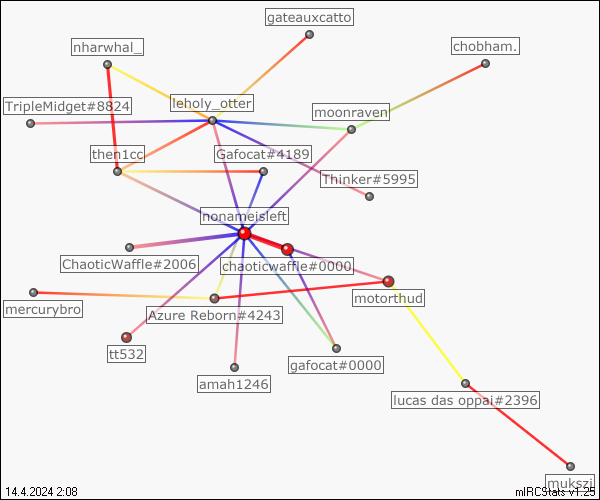 gateauxcatto
nharwhal_
chobham.
TripleMidget#8824
leholy_otter
moonraven
then1cc
Gafocat#4189
Thinker#5995
nonameisleft
ChaoticWaffle#2006
chaoticwaffle#0000
motorthud
mercurybro
Azure Reborn#4243
tt532
gafocat#0000
amah1246
lucas das oppai#2396
mukszi
14.4.2024 2:08
mIRCStats v1.25